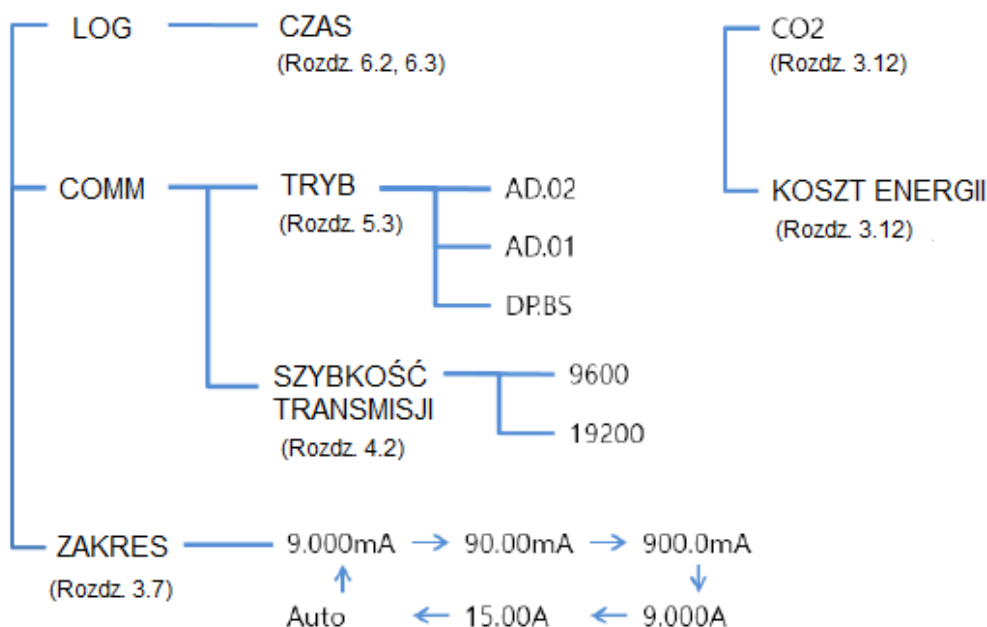 LOG
CZAS
(Rozdz. 6.2, 6.3)
CO2
(Rozdz. 3.12)
COMM
TRYB
(Rozdz. 5.3)
AD.02
AD.01
DP.BS
KOSZT ENERGII
(Rozdz. 3.12)
SZYBKOŚĆ
TRANSMISJI
(Rozdz. 4.2)
9600
19200
ZAKRES
(Rozdz. 3.7)
9.000mA → 90.00mA → 900.0mA
↑ ↓
Auto ← 15.00A ← 9.000A